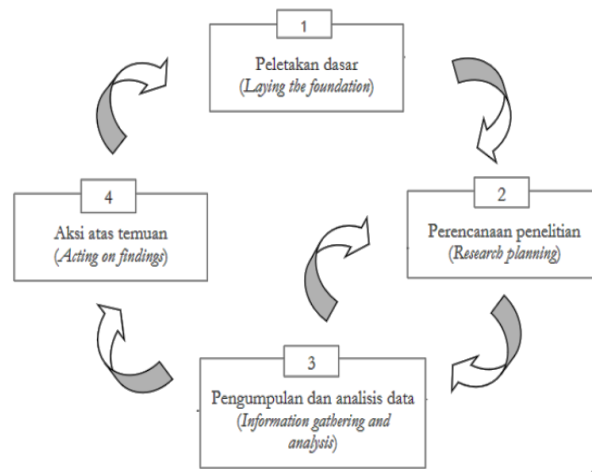 1
Peletakan dasar
(Laying the foundation)
2
Perencanaan penelitian
(Research planning)
3
Pengumpulan dan analisis data
(Information gathering and
analysis)
4
Aksi atas temuan
(Acting on findings)